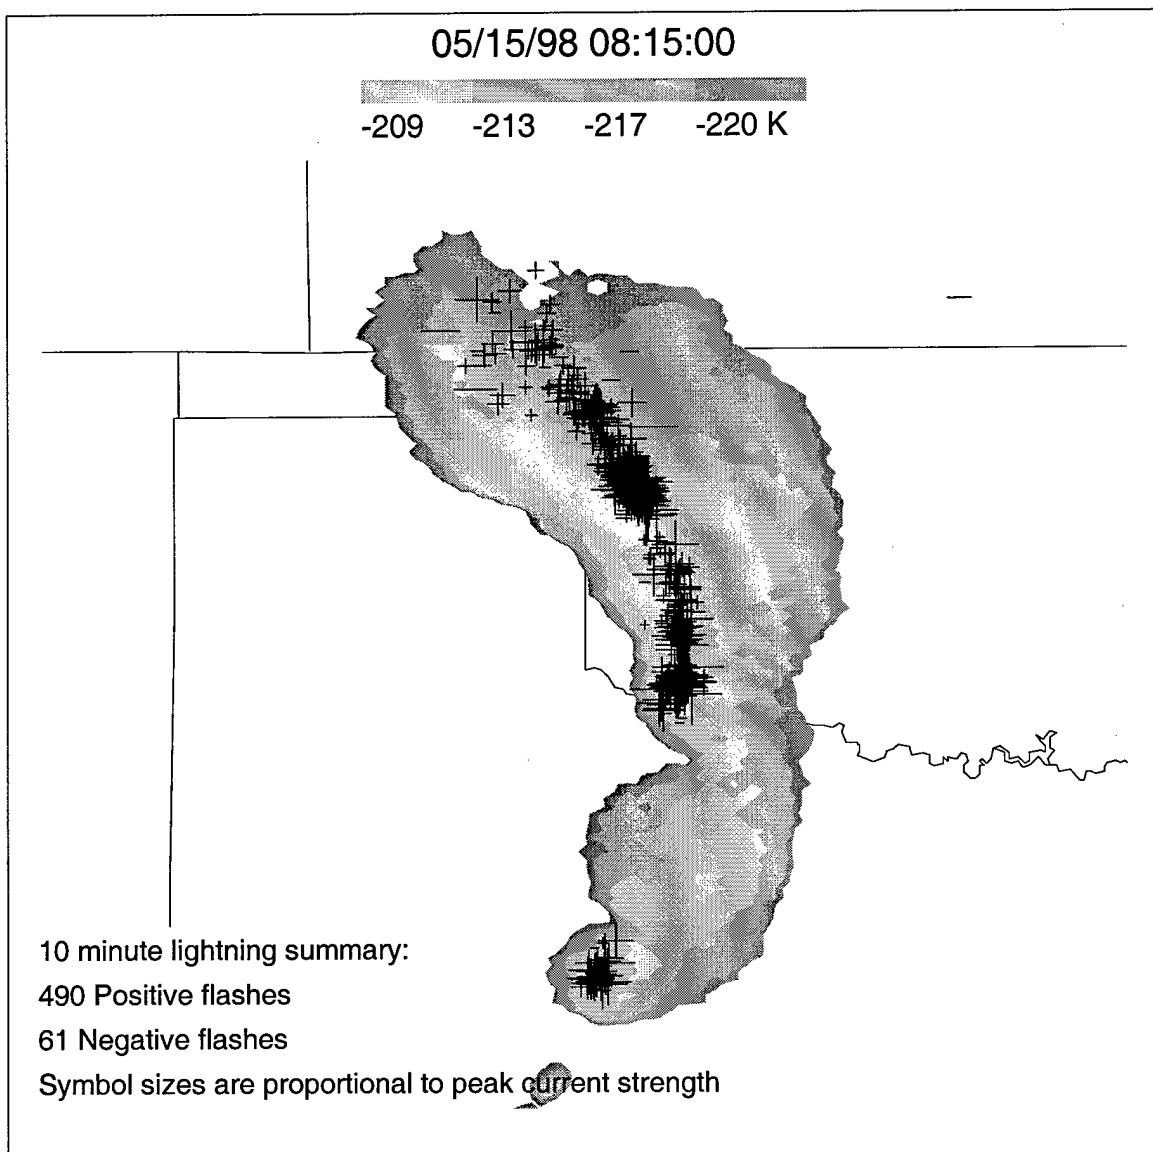 05/15/98 08:15:00
-209 -213 -217 -220 K
10 minute lightning summary:
490 Positive flashes
61 Negative flashes
Symbol sizes are proportional to peak current strength